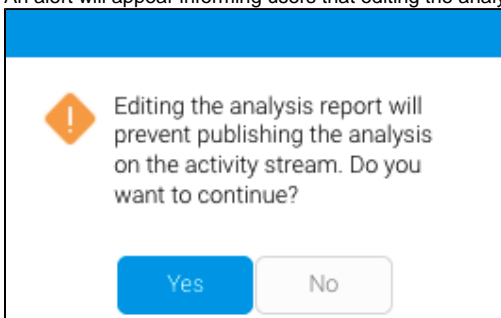 An alert will appear informing users that editing the analy
!
Editing the analysis report will
prevent publishing the analysis
on the activity stream. Do you
want to continue?
Yes No